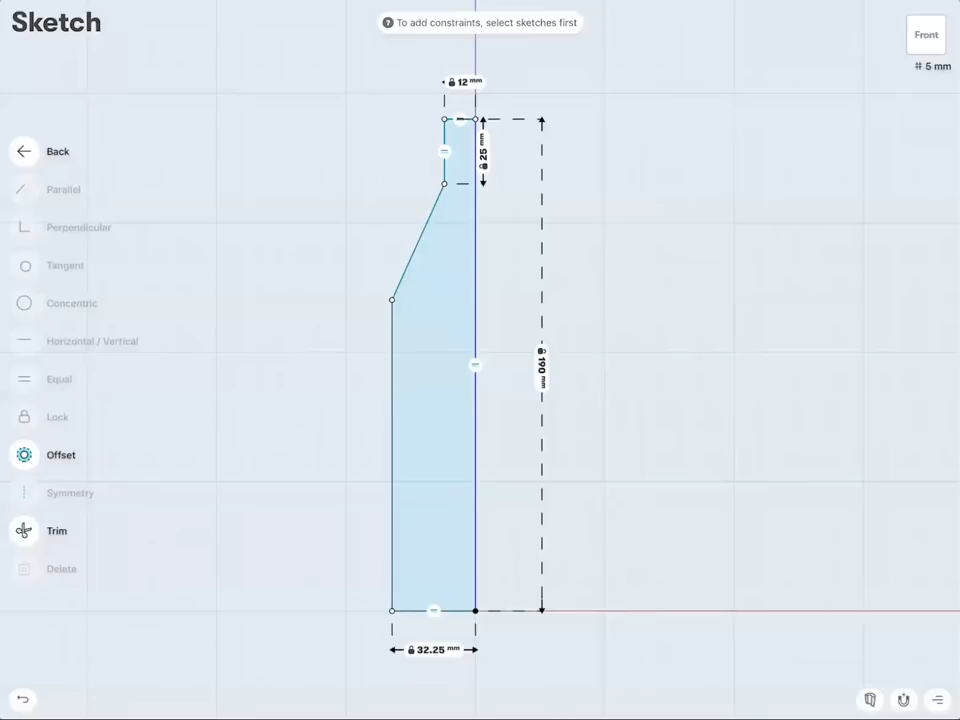 Sketch
? To add constraints, select sketches first
Front
# 5 mm
12 mm
25 mm
Back
Parallel
Perpendicular
Tangent
Concentric
Horizontal / Vertical
190 mm
Equal
Lock
Offset
Symmetry
Trim
Delete
32.25 mm